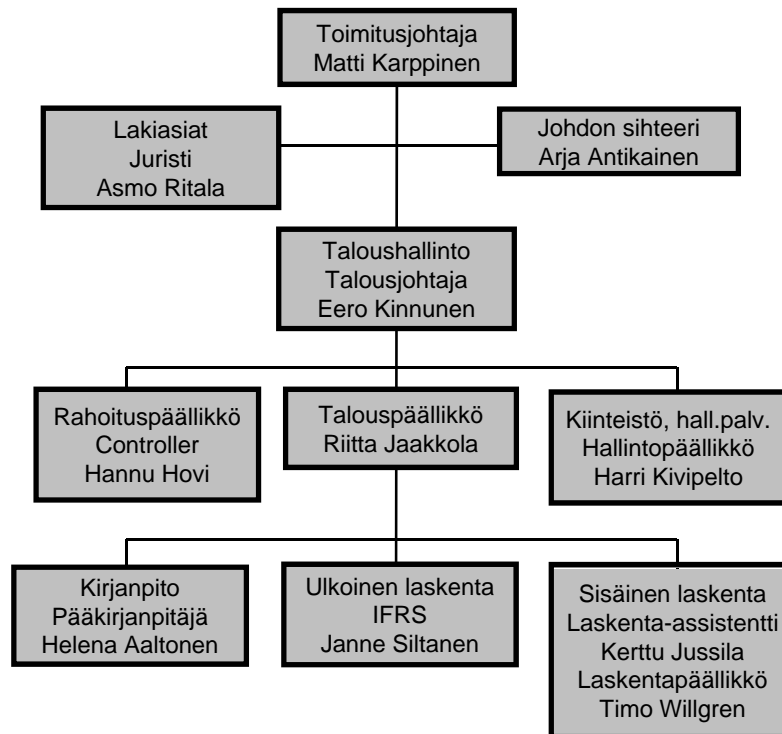 Toimitusjohtaja
Matti Karppinen
Lakiasiat
Juristi
Asmo Ritala
Johdon sihteeri
Arja Antikainen
Taloushallinto
Talousjohtaja
Eero Kinnunen
Rahoituspäällikkö
Controller
Hannu Hovi
Talouspäällikkö
Riitta Jaakkola
Kiinteistö, hall.palv.
Hallintopäällikkö
Harri Kivipelto
Kirjanpito
Pääkirjanpitäjä
Helena Aaltonen
Ulkoinen laskenta
IFRS
Janne Siltanen
Sisäinen laskenta
Laskenta-assistentti
Kerttu Jussila
Laskentapäällikkö
Timo Willgren